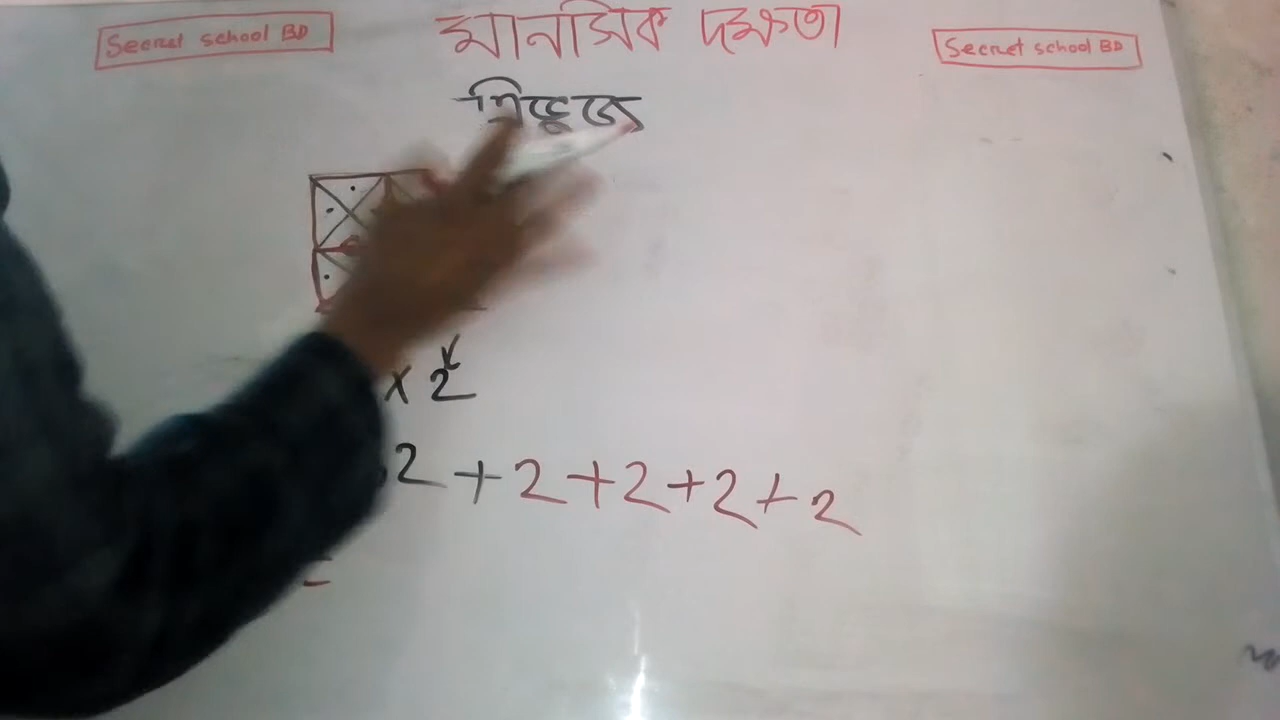 Secret school BD
মানসিক দক্ষতা
Secret school BD
ত্রিভুজ
x 2
2 + 2 + 2 + 2 + 2